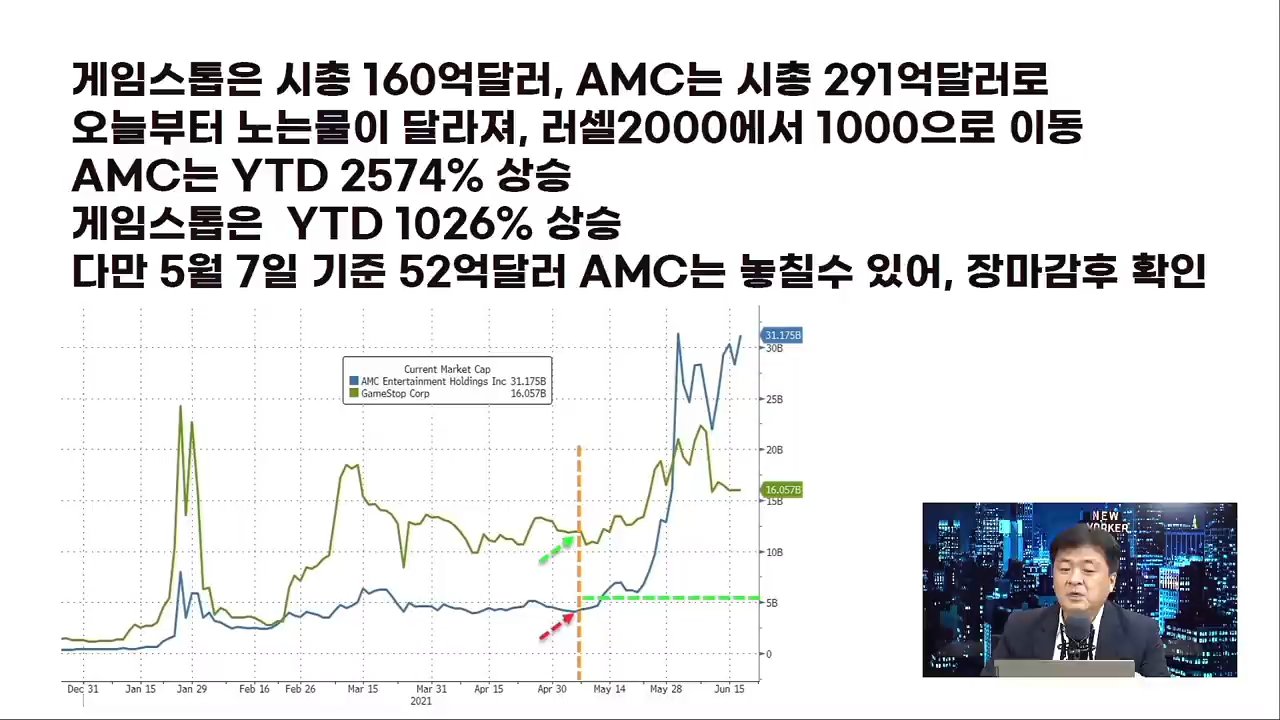 게임스톱은 시총 160억달러, AMC는 시총 291억달러로
오늘부터 노는물이 달라져, 러셀2000에서 1000으로 이동
AMC는 YTD 2574% 상승
게임스톱은 YTD 1026% 상승
다만 5월 7일 기준 52억달러 AMC는 놓칠수 있어, 장마감후 확인
Current Market Cap
AMC Entertainment Holdings Inc 31.175B
GameStop Corp 16.057B
31.175B
30B
25B
20B
16.057B
15B
10B
5B
0
Dec 31 Jan 15 Jan 29 Feb 16 Feb 26 Mar 15 Mar 31 Apr 15 Apr 30 May 14 May 28 Jun 15
2021
NEW
YORKER